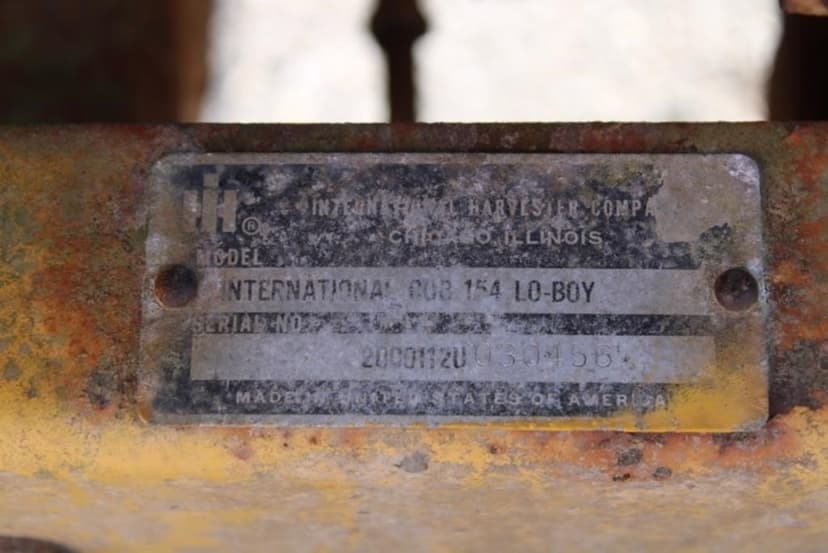 IH®
INTERNATIONAL HARVESTER COMPA
CHICAGO, ILLINOIS
MODEL
INTERNATIONAL CUB 154 LO-BOY
SERIAL NO.
2000112U030456
MADE IN UNITED STATES OF AMERICA